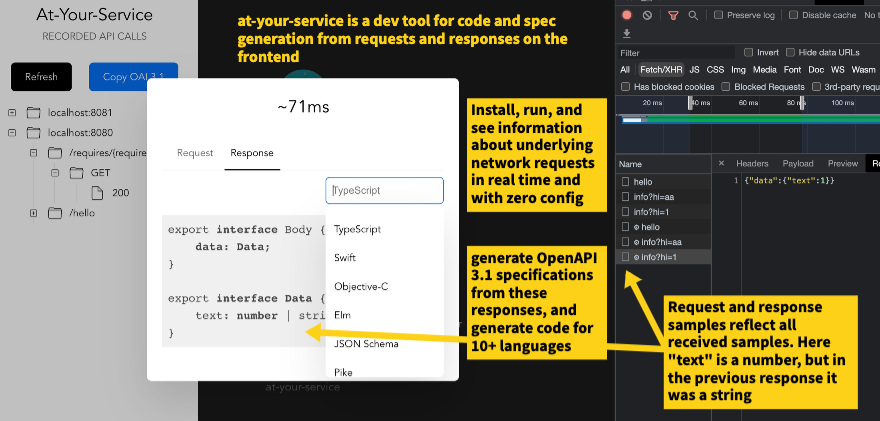 At-Your-Service
RECORDED API CALLS
Refresh
Copy OAI 3.1
localhost:8081
localhost:8080
/requires/{require
GET
200
/hello
at-your-service is a dev tool for code and spec
generation from requests and responses on the
frontend
~71ms
Request
Response
TypeScript
export interface Body {
data: Data;
}
export interface Data {
text: number | stri
}
TypeScript
Swift
Objective-C
Elm
JSON Schema
Pike
at-your-service
Install, run, and
see information
about underlying
network requests
in real time and
with zero config
generate OpenAPI
3.1 specifications
from these
responses, and
generate code for
10+ languages
Preserve log
Disable cache
No t
Filter
Invert
Hide data URLs
All
Fetch/XHR
JS
CSS
Img
Media
Font
Doc
WS
Wasm
Has blocked cookies
Blocked Requests
3rd-party requ
20 ms
40 ms
60 ms
80 ms
100 ms
Name
hello
info?hi=aa
info?hi=1
hello
info?hi=aa
info?hi=1
×
Headers
Payload
Preview
Re
1 {"data":{"text":1}}
Request and response
samples reflect all
received samples. Here
"text" is a number, but in
the previous response it
was a string